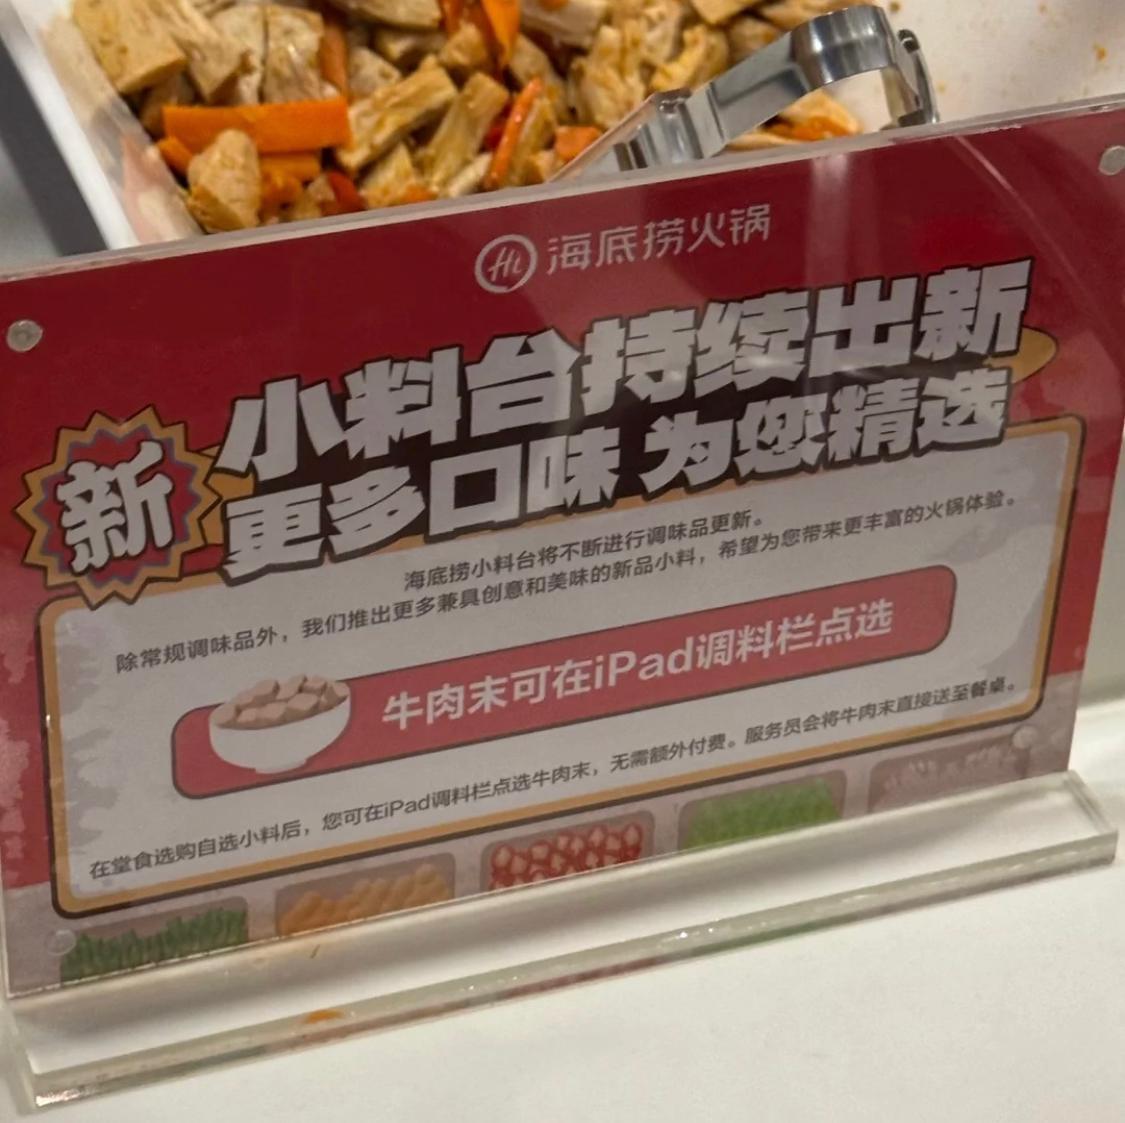 Hi 海底捞火锅
小料台持续出新
新
更多口味 为您精选
海底捞小料台将不断进行调味品更新。
除常规调味品外，我们推出更多兼具创意和美味的新品小料，希望为您带来更丰富的火锅体验。
牛肉末可在iPad调料栏点选
在堂食选购自选小料后，您可在iPad调料栏点选牛肉末，无需额外付费。服务员会将牛肉末直接送至餐桌。